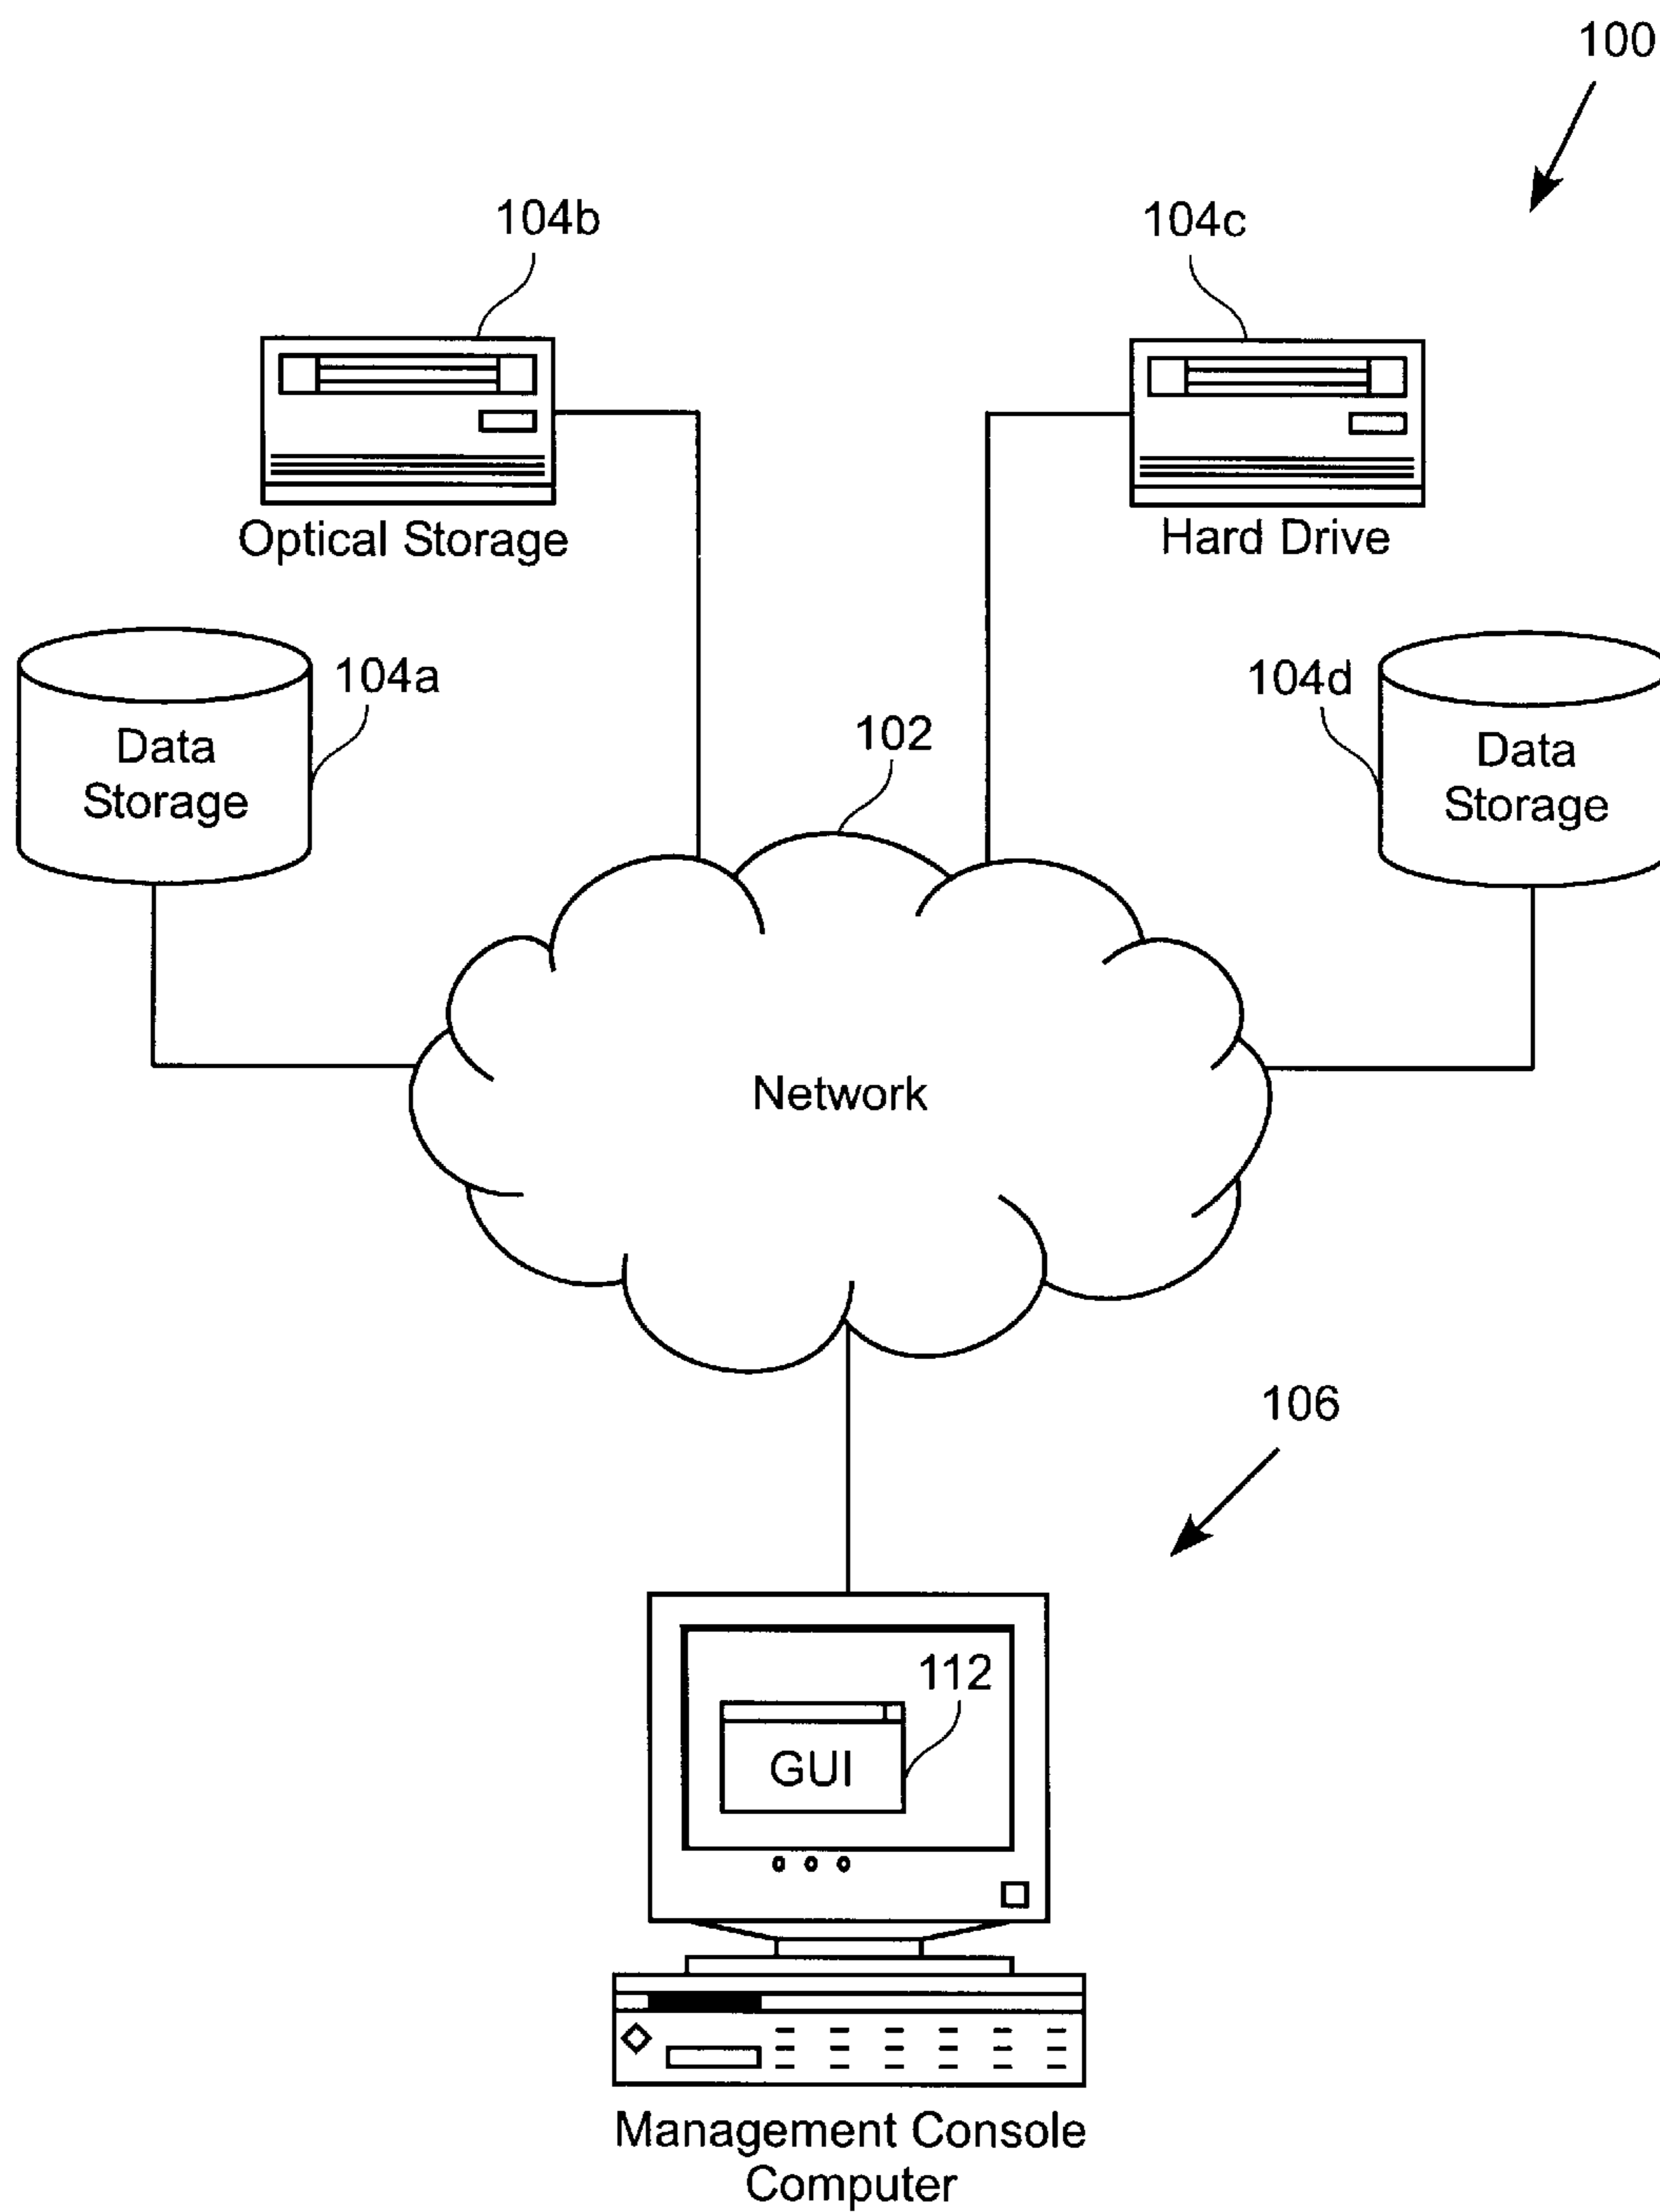 100
104b
104c
Optical Storage
Hard Drive
104a
104d
Data
Storage
102
Data
Storage
Network
106
112
GUI
Management Console
Computer